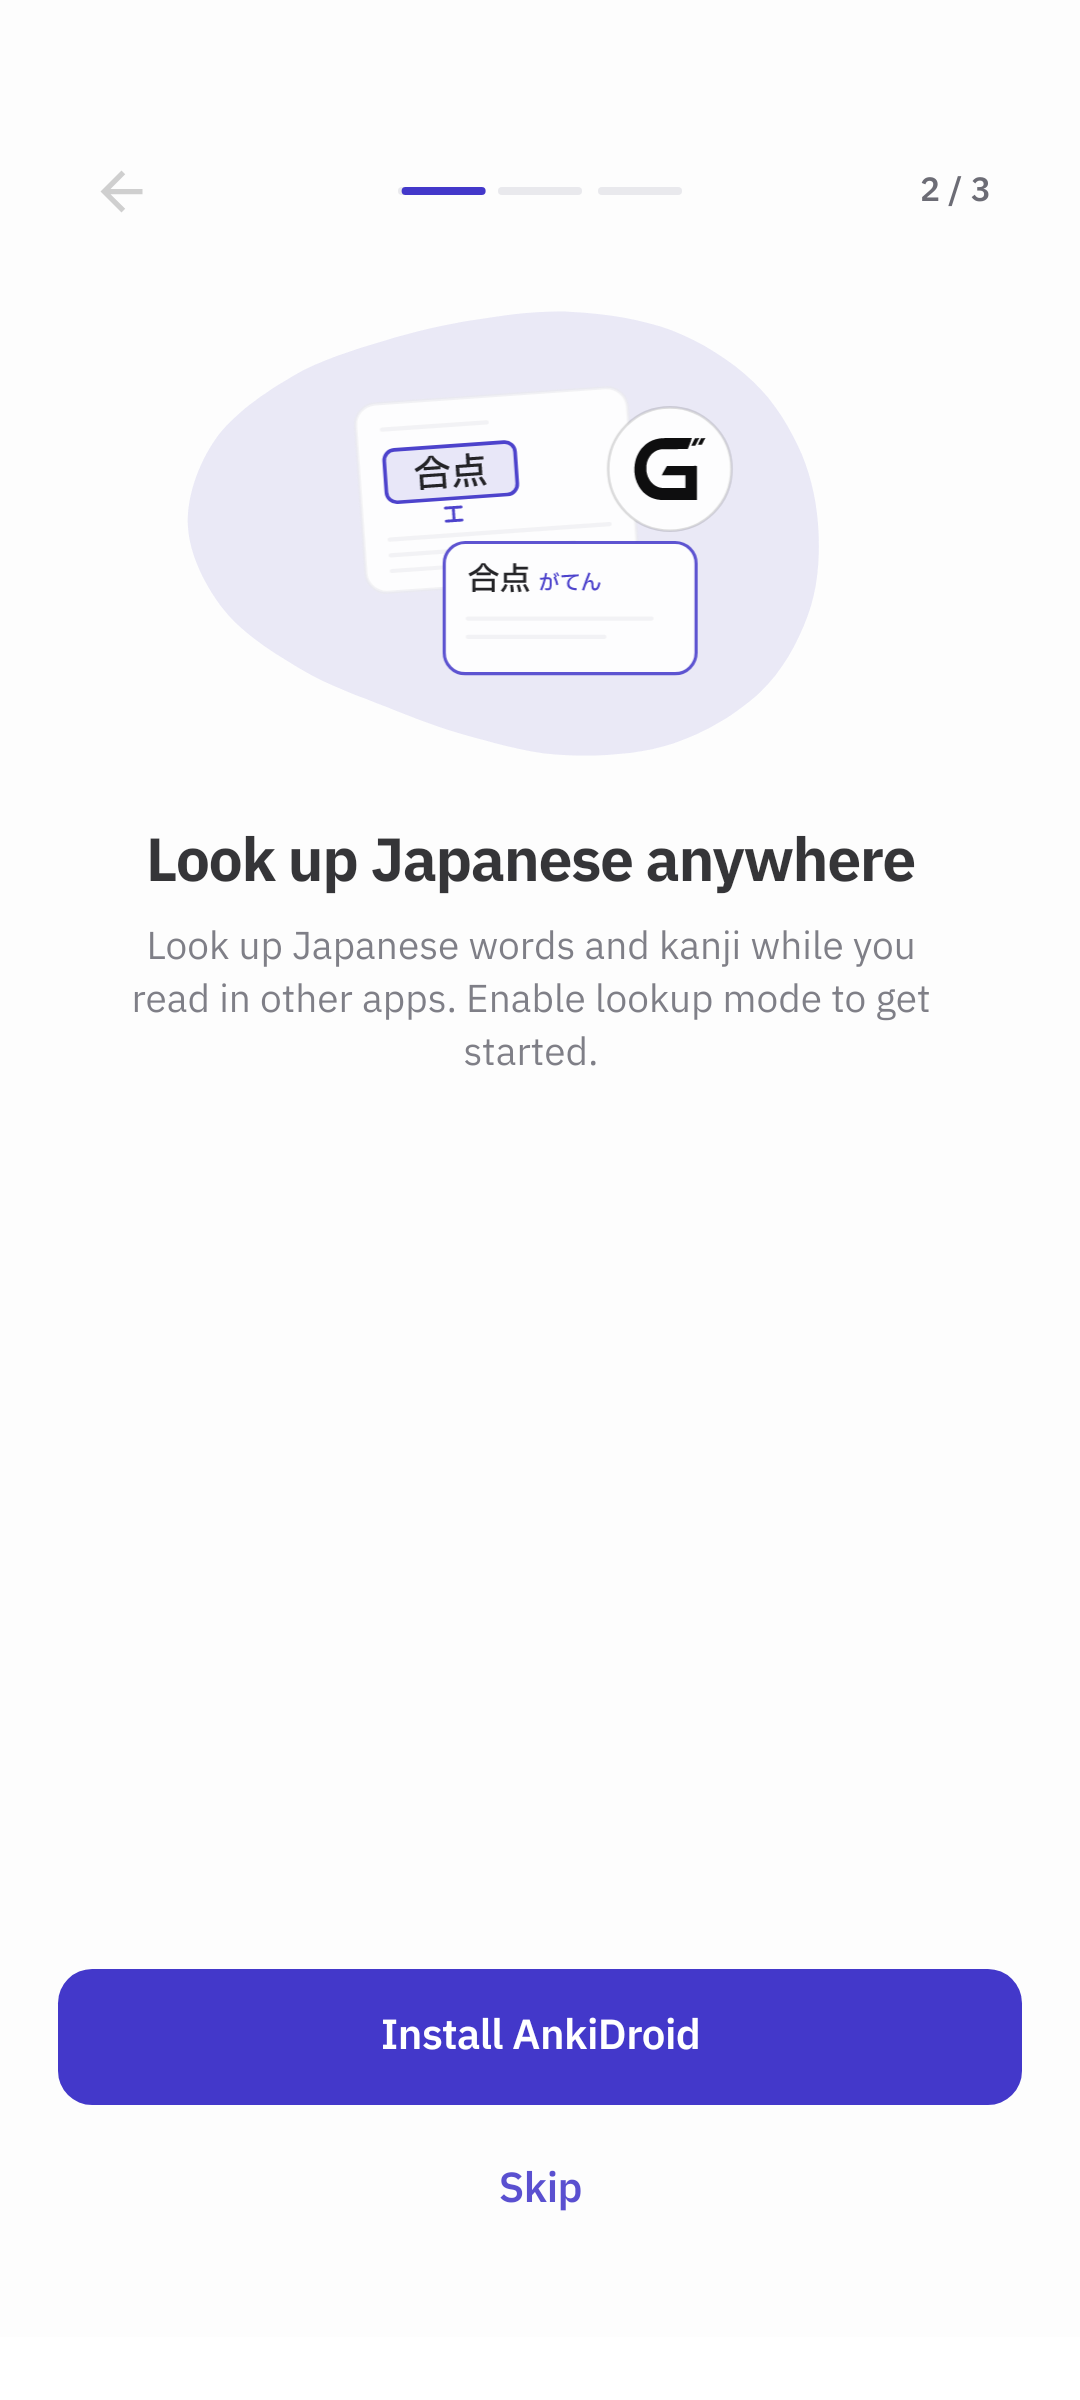 2 / 3
合点
合点 がてん
Look up Japanese anywhere
Look up Japanese words and kanji while you
read in other apps. Enable lookup mode to get
started.
Install AnkiDroid
Skip